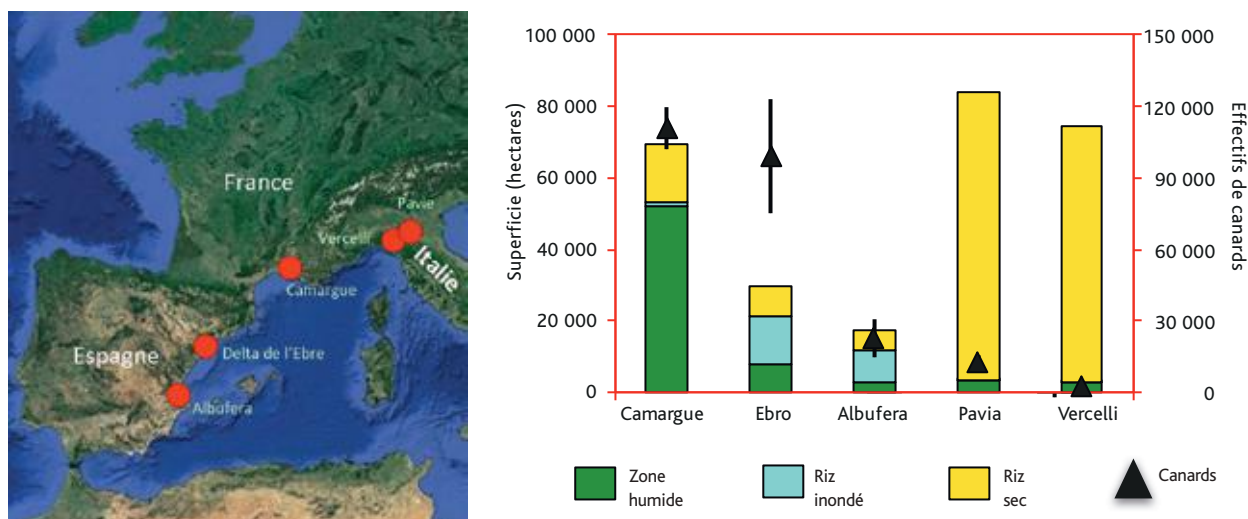 France
Pavie
Vercelli
Italie
Camargue
Espagne
Delta de l'Ebre
Albufera
Superficie (hectares)
100 000
80 000
60 000
40 000
20 000
0
150 000
120 000
90 000
60 000
30 000
0
Effectifs de canards
Camargue
Ebro
Albufera
Pavia
Vercelli
Zone
humide
Riz
inondé
Riz
sec
Canards